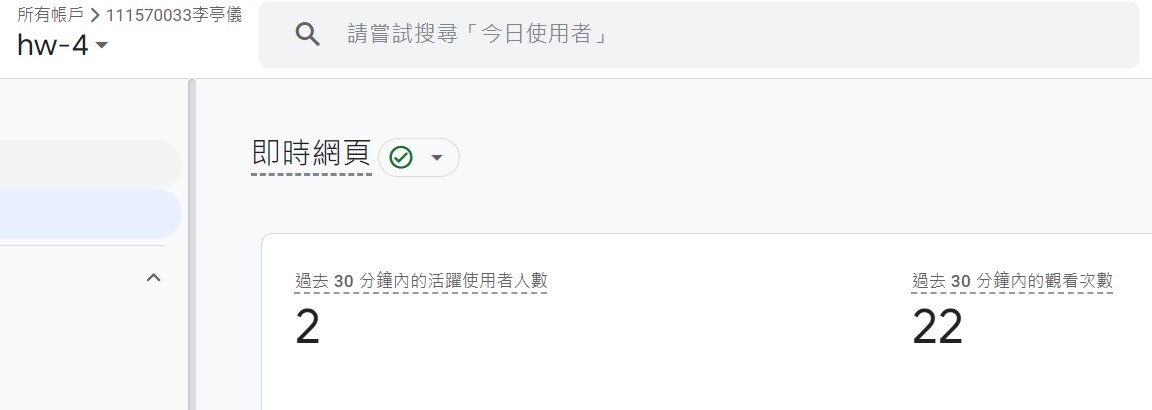 所有帳戶 > 111570033李亭儀
hw-4
請嘗試搜尋「今日使用者」
即時網頁
過去 30 分鐘內的活躍使用者人數
2
過去 30 分鐘內的觀看次數
22